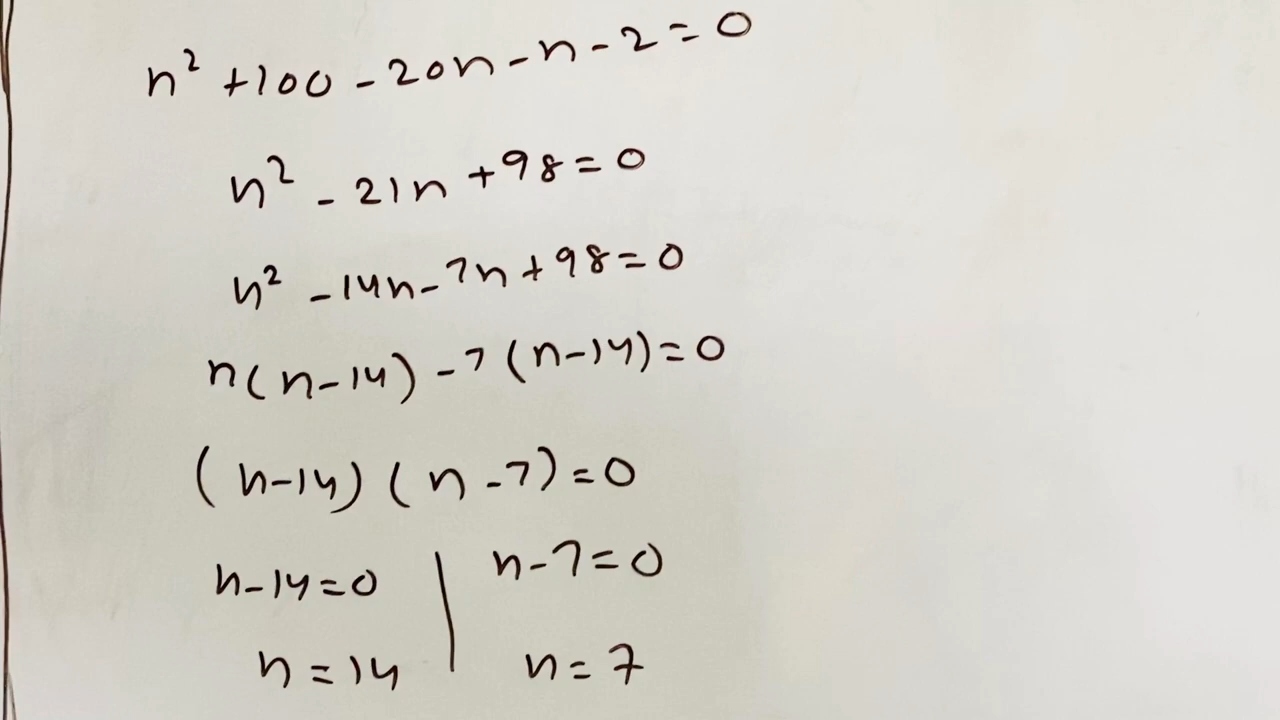 n² +100 -20n-n-2=0
n² -21n +98=0
n² -14n-7n+98=0
n(n-14) -7(n-14)=0
(n-14)(n-7)=0
n-14=0 | n-7=0
n=14 | n=7